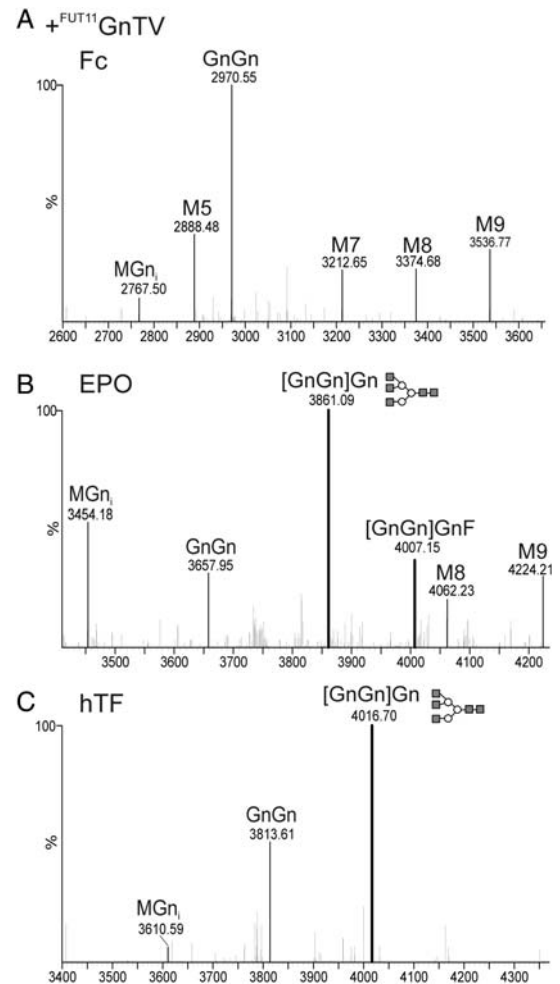 A +FUT11GnTV
Fc
GnGn
2970.55
100
M5
2888.48
M9
3536.77
M7
3212.65
M8
3374.68
MGni
2767.50
%
2600 2700 2800 2900 3000 3100 3200 3300 3400 3500 3600
B EPO
[GnGn]Gn
3861.09
100
MGni
3454.18
[GnGn]GnF
4007.15
GnGn
3657.95
M8
4062.23
M9
4224.21
%
3500 3600 3700 3800 3900 4000 4100 4200
C hTF
[GnGn]Gn
4016.70
100
GnGn
3813.61
MGni
3610.59
%
3400 3500 3600 3700 3800 3900 4000 4100 4200 4300